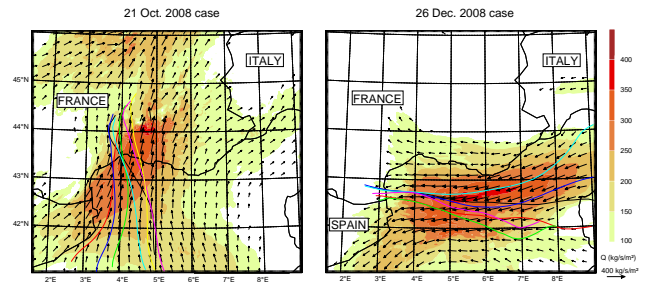 21 Oct. 2008 case
26 Dec. 2008 case
ITALY
FRANCE
45°N
44°N
43°N
42°N
2°E 3°E 4°E 5°E 6°E 7°E 8°E
ITALY
FRANCE
SPAIN
2°E 3°E 4°E 5°E 6°E 7°E 8°E
400
350
300
250
200
150
100
Q (kg/s/m²)
400 kg/s/m²